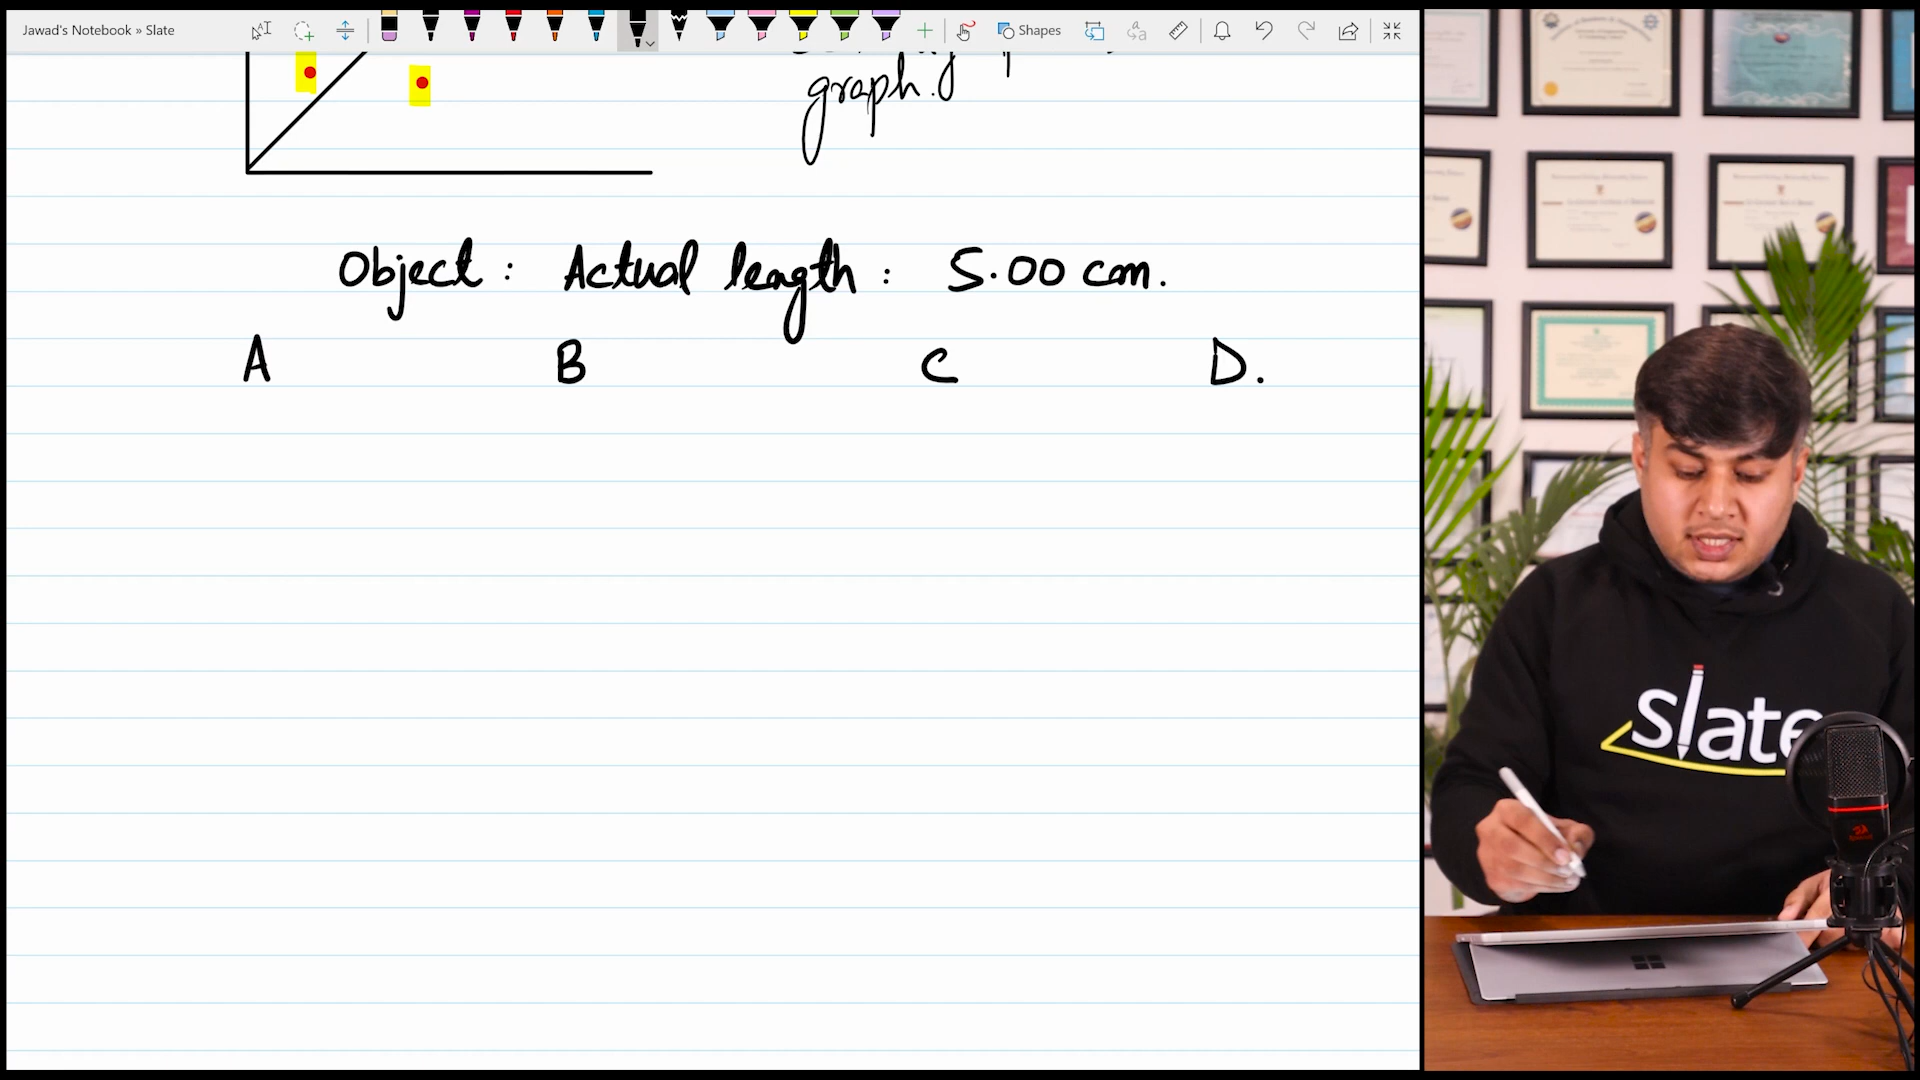 Jawad's Notebook » Slate
Shapes
graph.
Object : Actual length : 5.00 cm.
A B C D.
slate